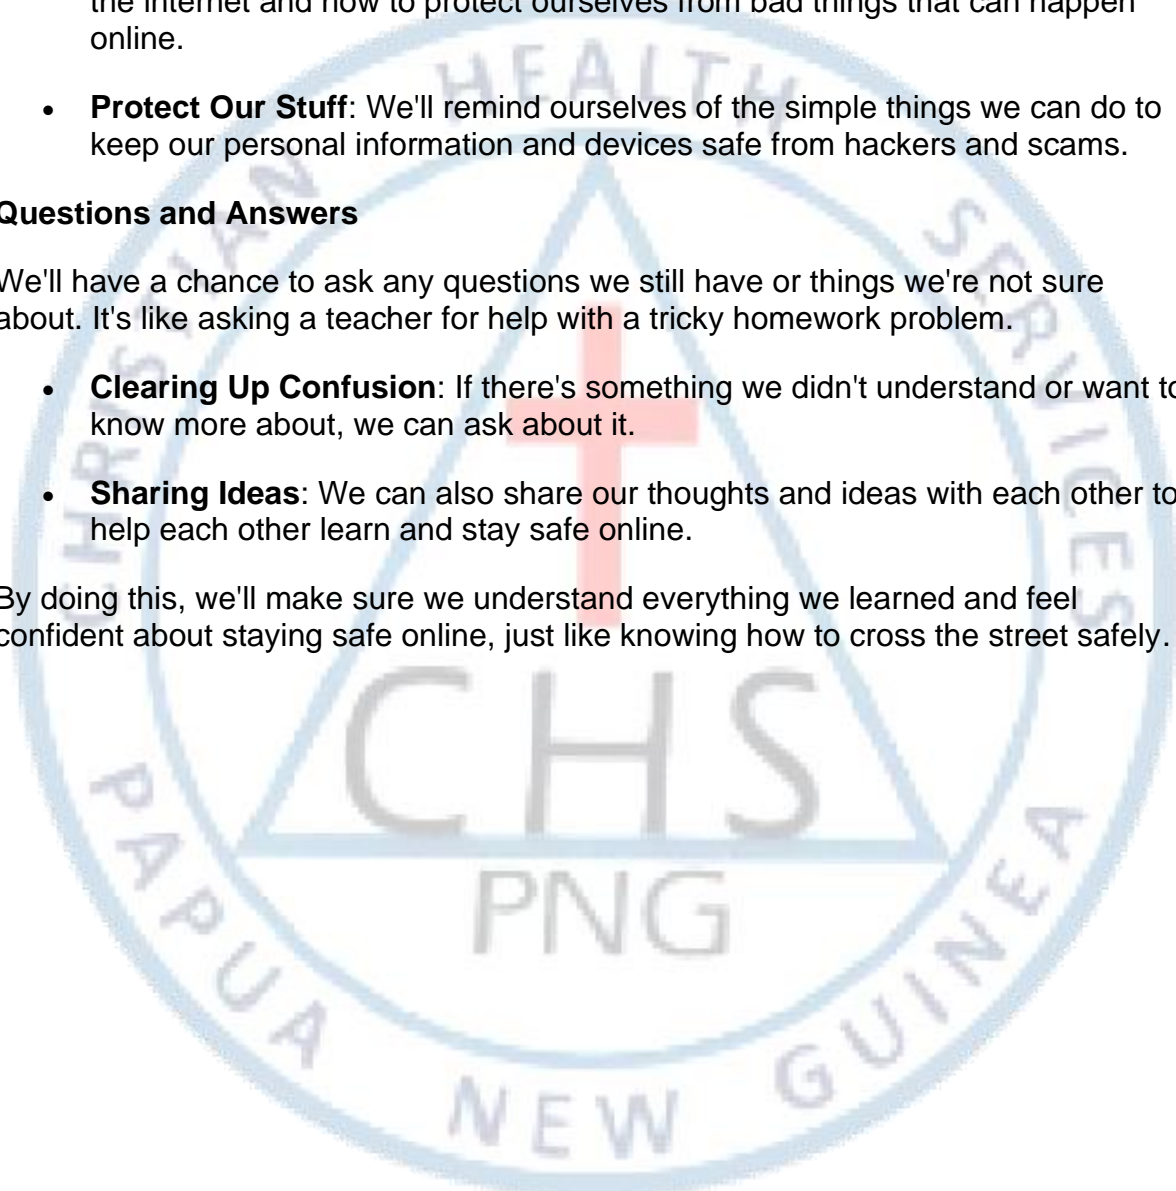 the internet and how to protect ourselves from bad things that can happen
online.
• Protect Our Stuff: We'll remind ourselves of the simple things we can do to
keep our personal information and devices safe from hackers and scams.
Questions and Answers
We'll have a chance to ask any questions we still have or things we're not sure
about. It's like asking a teacher for help with a tricky homework problem.
• Clearing Up Confusion: If there's something we didn't understand or want to
know more about, we can ask about it.
• Sharing Ideas: We can also share our thoughts and ideas with each other to
help each other learn and stay safe online.
By doing this, we'll make sure we understand everything we learned and feel
confident about staying safe online, just like knowing how to cross the street safely.
CHRISTIAN HEALTH SERVICES
CHS
PNG
PAPUA NEW GUINEA